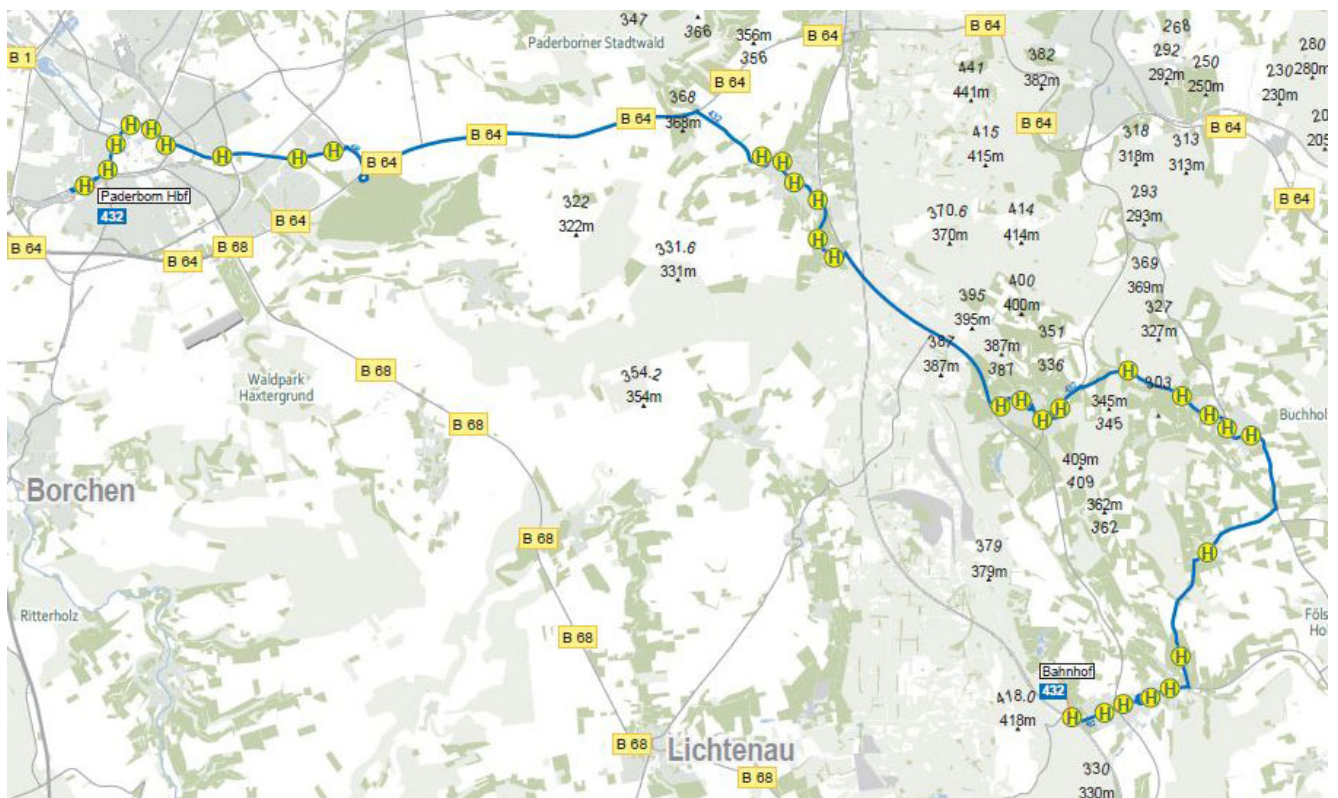 347
366
356m
356
Paderborner Stadtwald
B 64
B 64
B 1
B 64
368
368m
432
441
441m
382
382m
268
292
292m
250
250m
280
230
280m
230m
B 64
B 64
415
415m
318
318m
313
313m
B 64
B 64
B 64
Paderborn Hbf
432
B 64
B 64
B 64
B 68
322
322m
331.6
331m
370.6
370m
414
414m
293
293m
B 64
369
369m
400
400m
395
395m
327
327m
387
387m
387m
387
351
336
Waldpark
Haxtergrund
B 68
354.2
354m
B 68
303
345m
345
Buchhol
409m
409
362m
362
Borchen
B 68
379
379m
Ritterholz
B 68
Föls
Bahnhof
432
418.0
418m
Lichtenau
B 68
B 68
330
330m